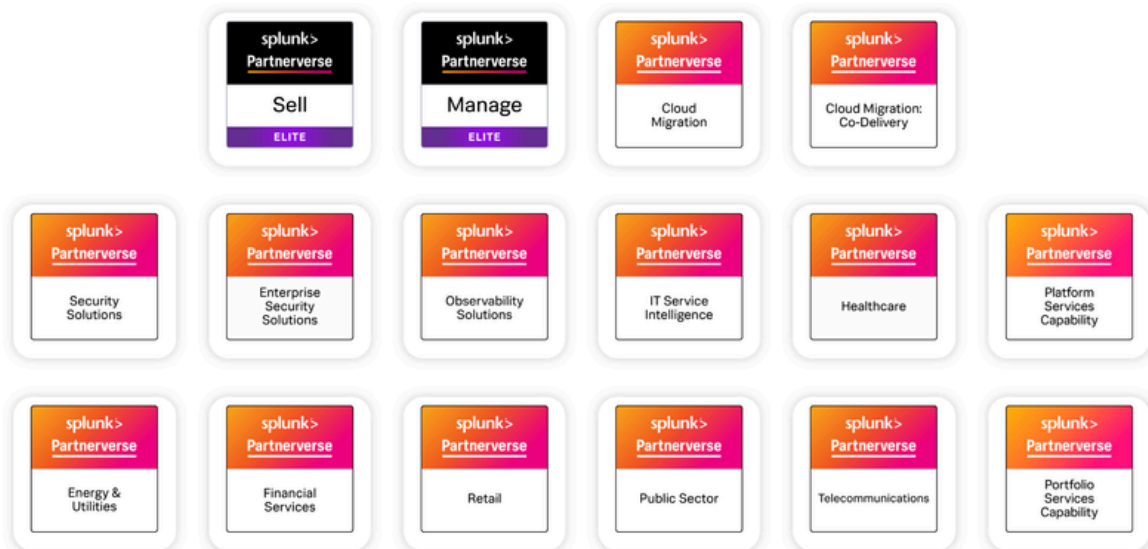 splunk>
Partnerverse
Sell
ELITE
splunk>
Partnerverse
Manage
ELITE
splunk>
Partnerverse
Cloud
Migration
splunk>
Partnerverse
Cloud Migration:
Co-Delivery
splunk>
Partnerverse
Security
Solutions
splunk>
Partnerverse
Enterprise
Security
Solutions
splunk>
Partnerverse
Observability
Solutions
splunk>
Partnerverse
IT Service
Intelligence
splunk>
Partnerverse
Healthcare
splunk>
Partnerverse
Platform
Services
Capability
splunk>
Partnerverse
Energy &
Utilities
splunk>
Partnerverse
Financial
Services
splunk>
Partnerverse
Retail
splunk>
Partnerverse
Public Sector
splunk>
Partnerverse
Telecommunications
splunk>
Partnerverse
Portfolio
Services
Capability